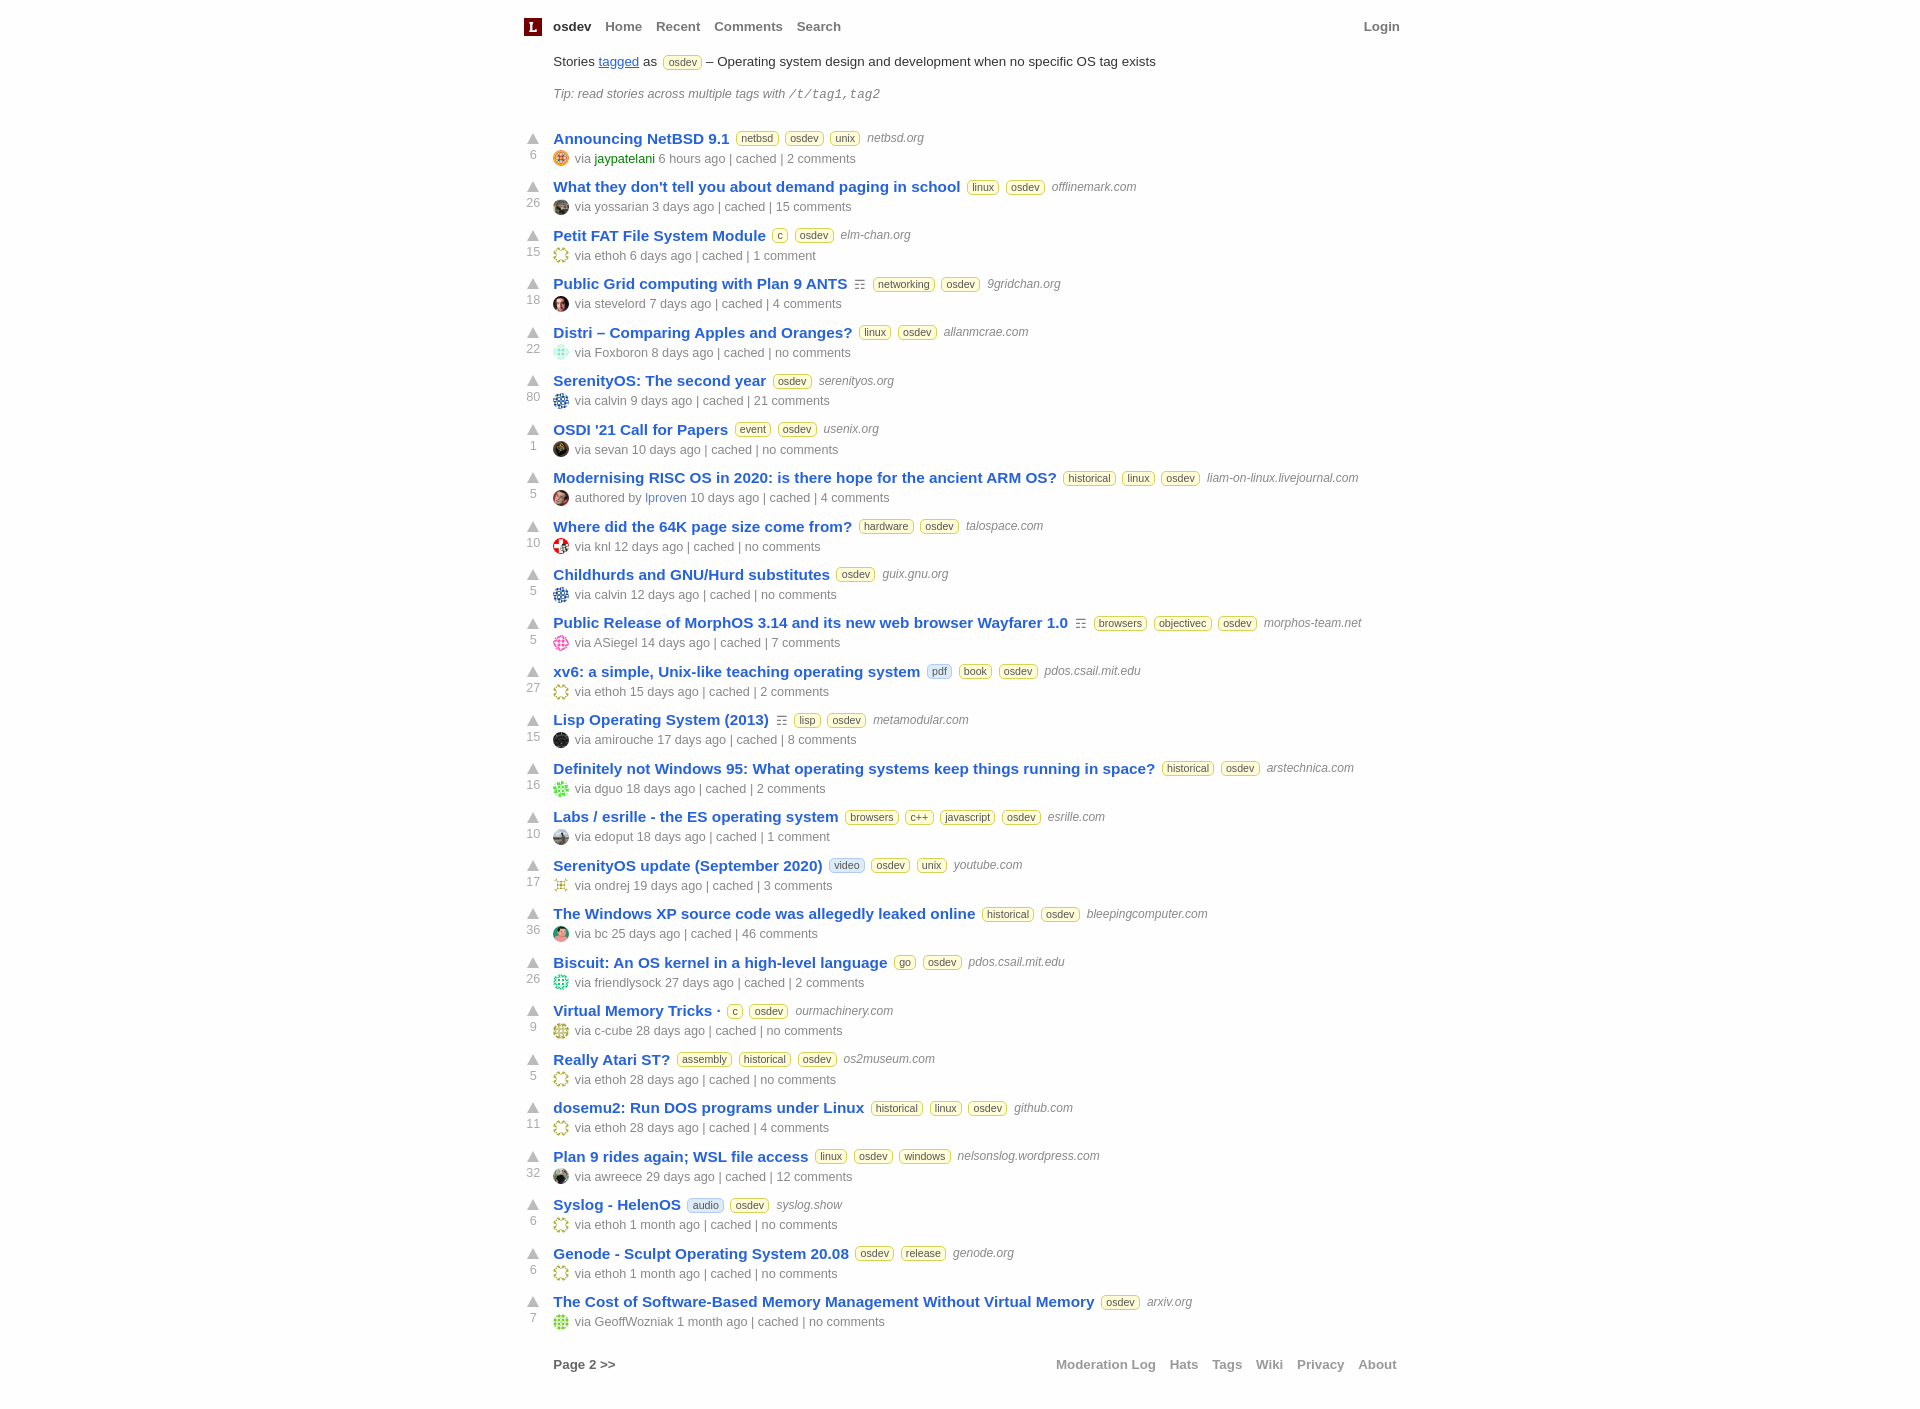 L osdev Home Recent Comments Search Login
Stories tagged as osdev – Operating system design and development when no specific OS tag exists
Tip: read stories across multiple tags with /t/tag1,tag2
Announcing NetBSD 9.1 netbsd osdev unix netbsd.org
6 via jaypatelani 6 hours ago | cached | 2 comments
What they don't tell you about demand paging in school linux osdev offlinemark.com
26 via yossarian 3 days ago | cached | 15 comments
Petit FAT File System Module c osdev elm-chan.org
15 via ethoh 6 days ago | cached | 1 comment
Public Grid computing with Plan 9 ANTS ☶ networking osdev 9gridchan.org
18 via stevelord 7 days ago | cached | 4 comments
Distri – Comparing Apples and Oranges? linux osdev allanmcrae.com
22 via Foxboron 8 days ago | cached | no comments
SerenityOS: The second year osdev serenityos.org
80 via calvin 9 days ago | cached | 21 comments
OSDI '21 Call for Papers event osdev usenix.org
1 via sevan 10 days ago | cached | no comments
Modernising RISC OS in 2020: is there hope for the ancient ARM OS? historical linux osdev liam-on-linux.livejournal.com
5 authored by lproven 10 days ago | cached | 4 comments
Where did the 64K page size come from? hardware osdev talospace.com
10 via knl 12 days ago | cached | no comments
Childhurds and GNU/Hurd substitutes osdev guix.gnu.org
5 via calvin 12 days ago | cached | no comments
Public Release of MorphOS 3.14 and its new web browser Wayfarer 1.0 ☶ browsers objectivec osdev morphos-team.net
5 via ASiegel 14 days ago | cached | 7 comments
xv6: a simple, Unix-like teaching operating system pdf book osdev pdos.csail.mit.edu
27 via ethoh 15 days ago | cached | 2 comments
Lisp Operating System (2013) ☶ lisp osdev metamodular.com
15 via amirouche 17 days ago | cached | 8 comments
Definitely not Windows 95: What operating systems keep things running in space? historical osdev arstechnica.com
16 via dguo 18 days ago | cached | 2 comments
Labs / esrille - the ES operating system browsers c++ javascript osdev esrille.com
10 via edoput 18 days ago | cached | 1 comment
SerenityOS update (September 2020) video osdev unix youtube.com
17 via ondrej 19 days ago | cached | 3 comments
The Windows XP source code was allegedly leaked online historical osdev bleepingcomputer.com
36 via bc 25 days ago | cached | 46 comments
Biscuit: An OS kernel in a high-level language go osdev pdos.csail.mit.edu
26 via friendlysock 27 days ago | cached | 2 comments
Virtual Memory Tricks · c osdev ourmachinery.com
9 via c-cube 28 days ago | cached | no comments
Really Atari ST? assembly historical osdev os2museum.com
5 via ethoh 28 days ago | cached | no comments
dosemu2: Run DOS programs under Linux historical linux osdev github.com
11 via ethoh 28 days ago | cached | 4 comments
Plan 9 rides again; WSL file access linux osdev windows nelsonslog.wordpress.com
32 via awreece 29 days ago | cached | 12 comments
Syslog - HelenOS audio osdev syslog.show
6 via ethoh 1 month ago | cached | no comments
Genode - Sculpt Operating System 20.08 osdev release genode.org
6 via ethoh 1 month ago | cached | no comments
The Cost of Software-Based Memory Management Without Virtual Memory osdev arxiv.org
7 via GeoffWozniak 1 month ago | cached | no comments
Page 2 >> Moderation Log Hats Tags Wiki Privacy About